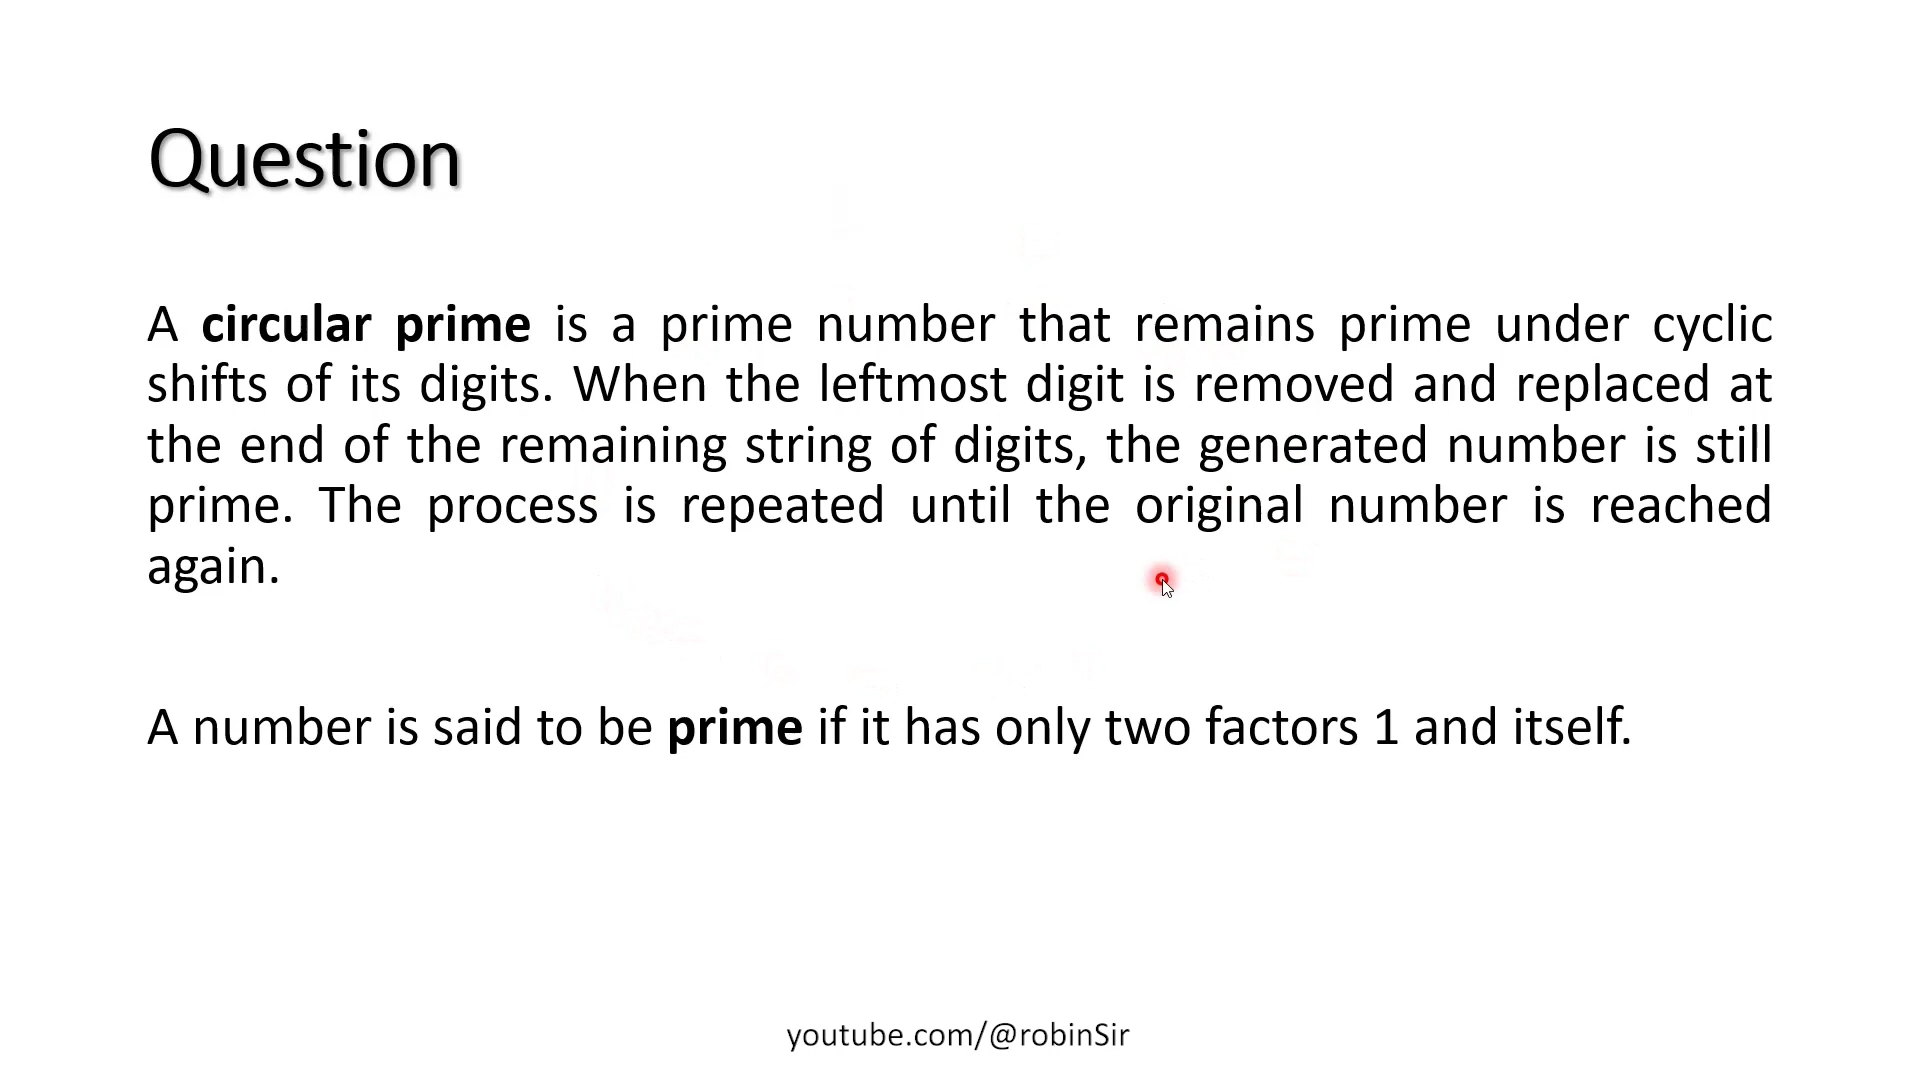 Question
A circular prime is a prime number that remains prime under cyclic
shifts of its digits. When the leftmost digit is removed and replaced at
the end of the remaining string of digits, the generated number is still
prime. The process is repeated until the original number is reached
again.
A number is said to be prime if it has only two factors 1 and itself.
youtube.com/@robinSir